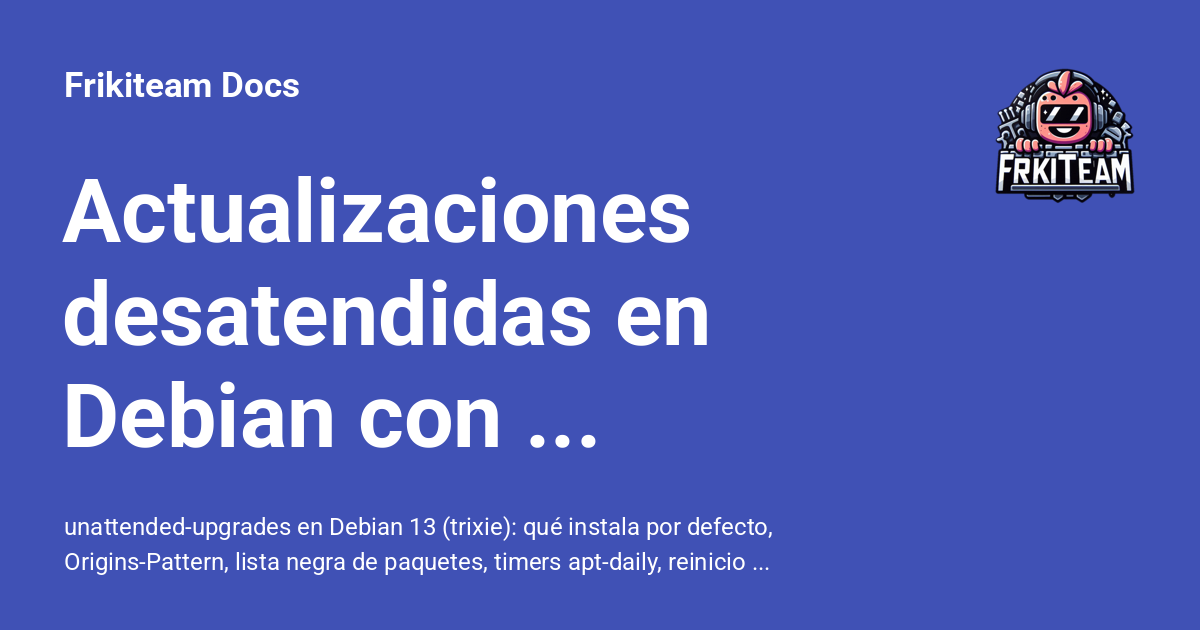 Frikiteam Docs
FRKITEAM
Actualizaciones
desatendidas en
Debian con ...
unattended-upgrades en Debian 13 (trixie): qué instala por defecto,
Origins-Pattern, lista negra de paquetes, timers apt-daily, reinicio ...